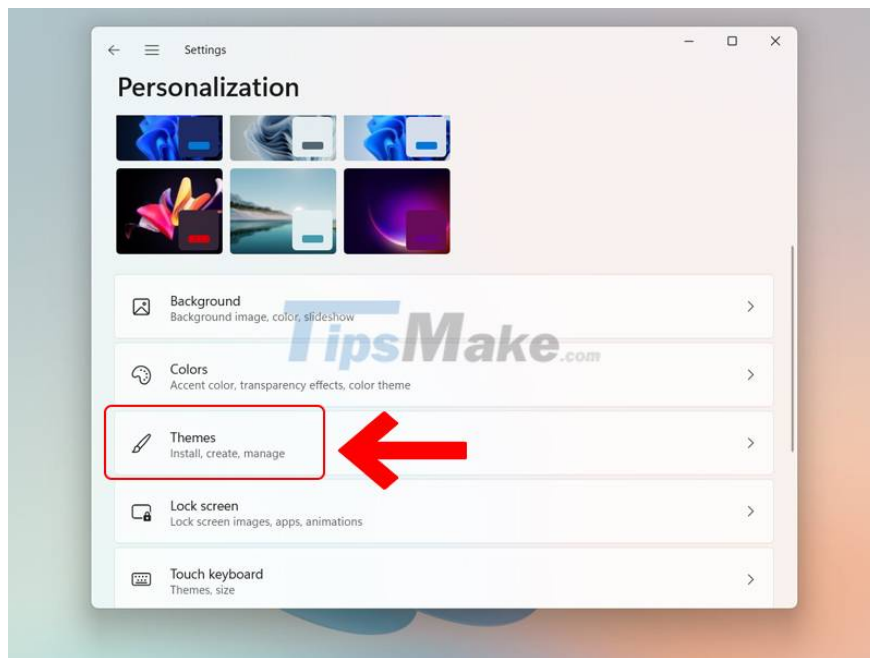 Settings
Personalization
Background
Background image, color, slideshow
TipsMake.com
Colors
Accent color, transparency effects, color theme
Themes
Install, create, manage
Lock screen
Lock screen images, apps, animations
Touch keyboard
Themes, size